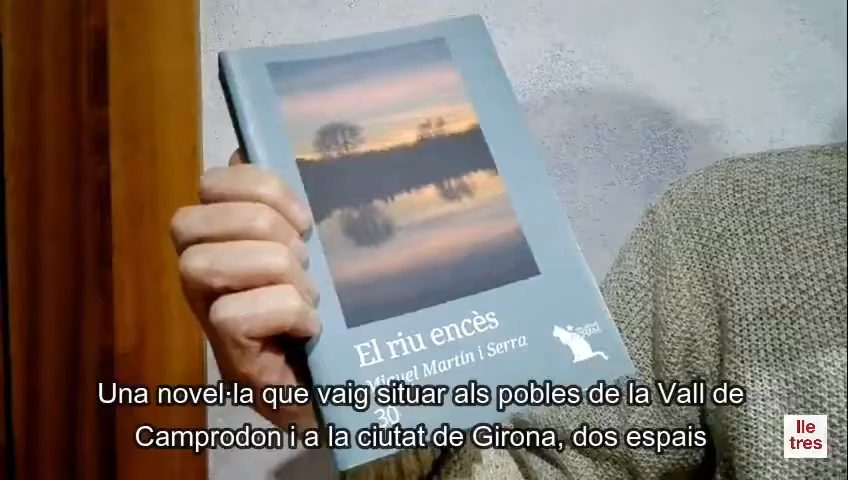 El riu encès
Miquel Martín i Serra
30
Una novel·la que vaig situar als pobles de la Vall de
Camprodon i a la ciutat de Girona, dos espais
lle
tres